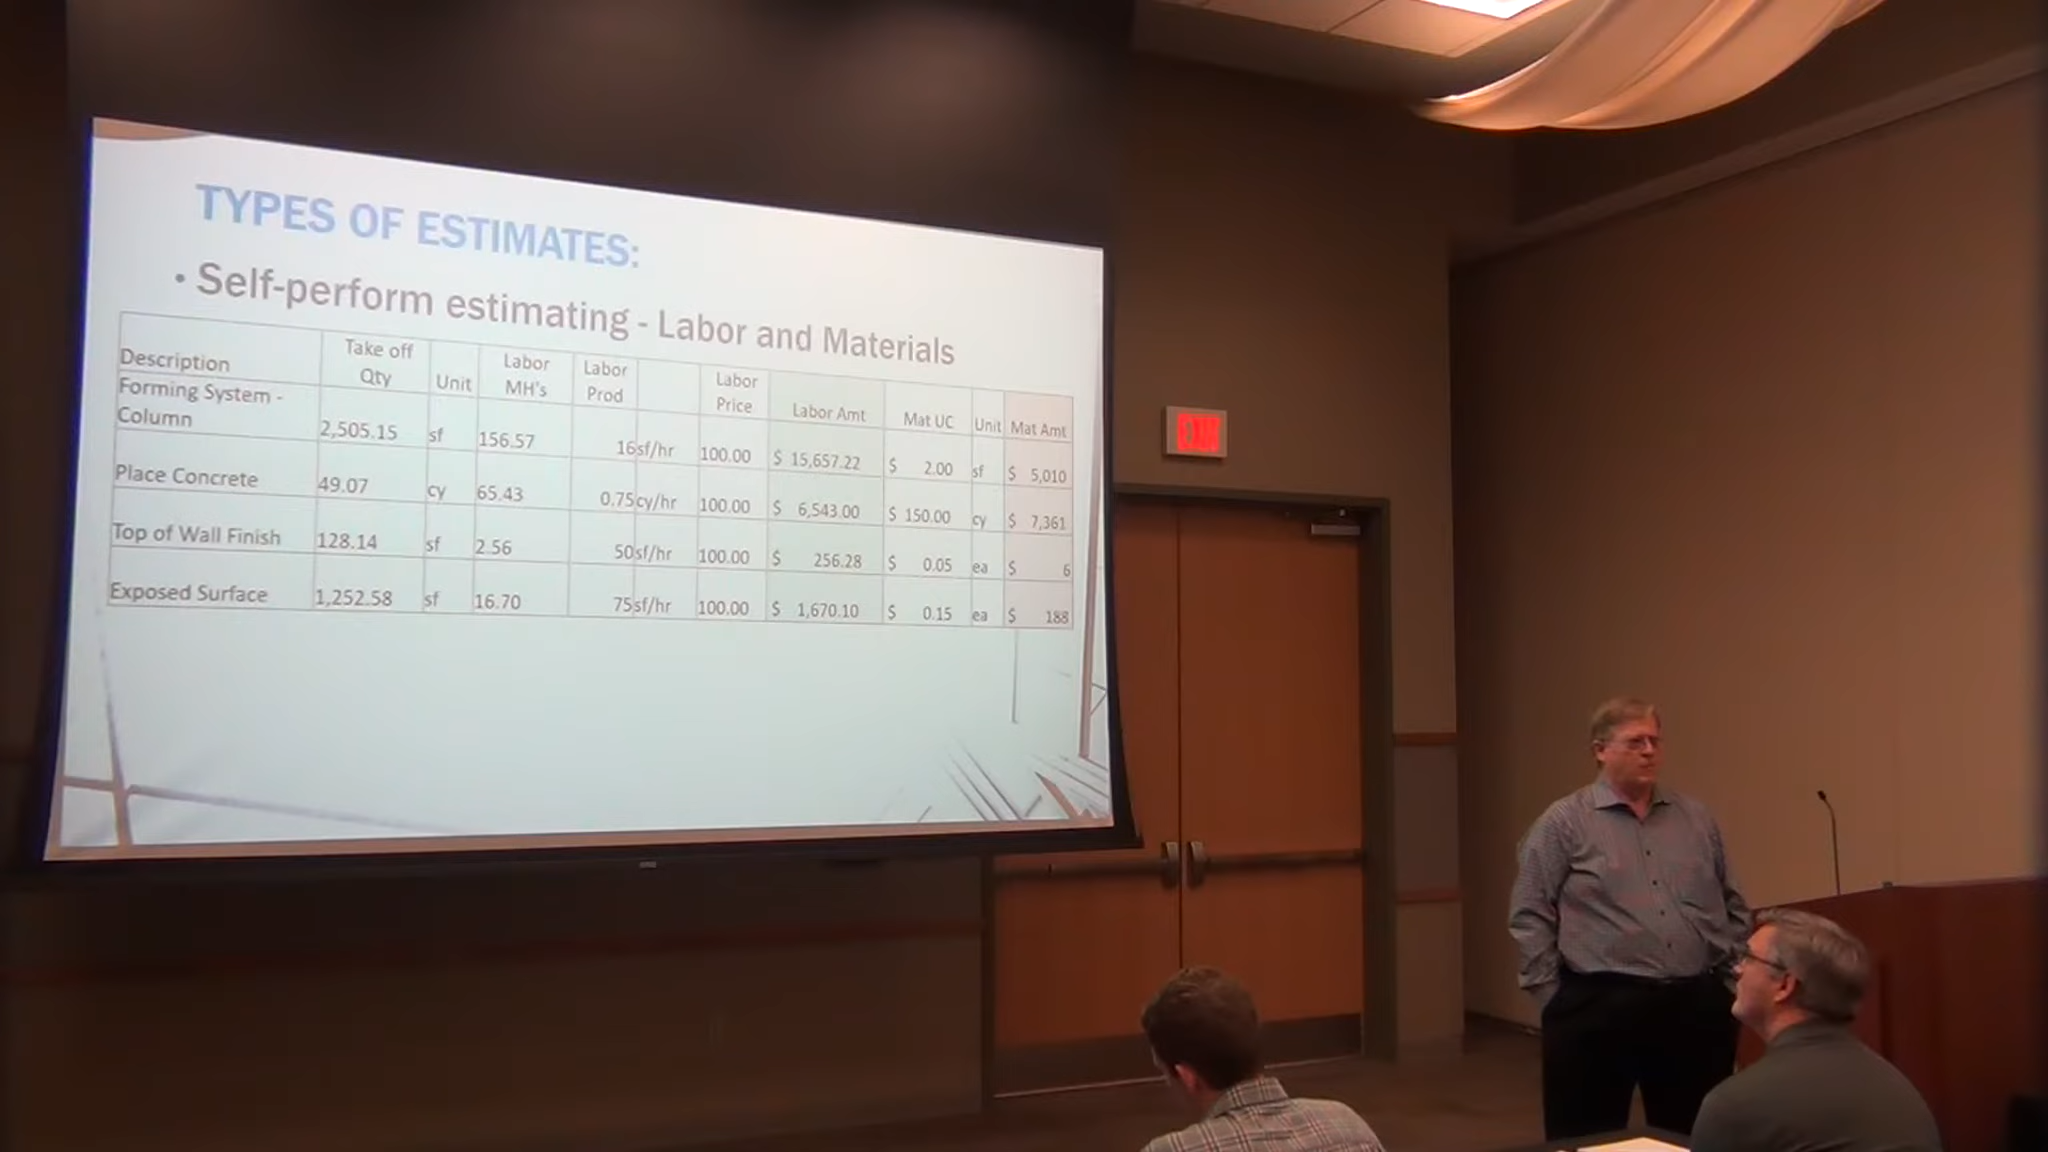 TYPES OF ESTIMATES:
• Self-perform estimating - Labor and Materials
Description Take off Qty Unit Labor MH's Labor Prod Labor Price Labor Amt Mat UC Unit Mat Amt
Forming System - Column 2,505.15 sf 156.57 16 sf/hr 100.00 $ 15,657.22 $ 2.00 sf $ 5,010
Place Concrete 49.07 cy 65.43 0.75 cy/hr 100.00 $ 6,543.00 $ 150.00 cy $ 7,361
Top of Wall Finish 128.14 sf 2.56 50 sf/hr 100.00 $ 256.28 $ 0.05 ea $ 6
Exposed Surface 1,252.58 sf 16.70 75 sf/hr 100.00 $ 1,670.10 $ 0.15 ea $ 188